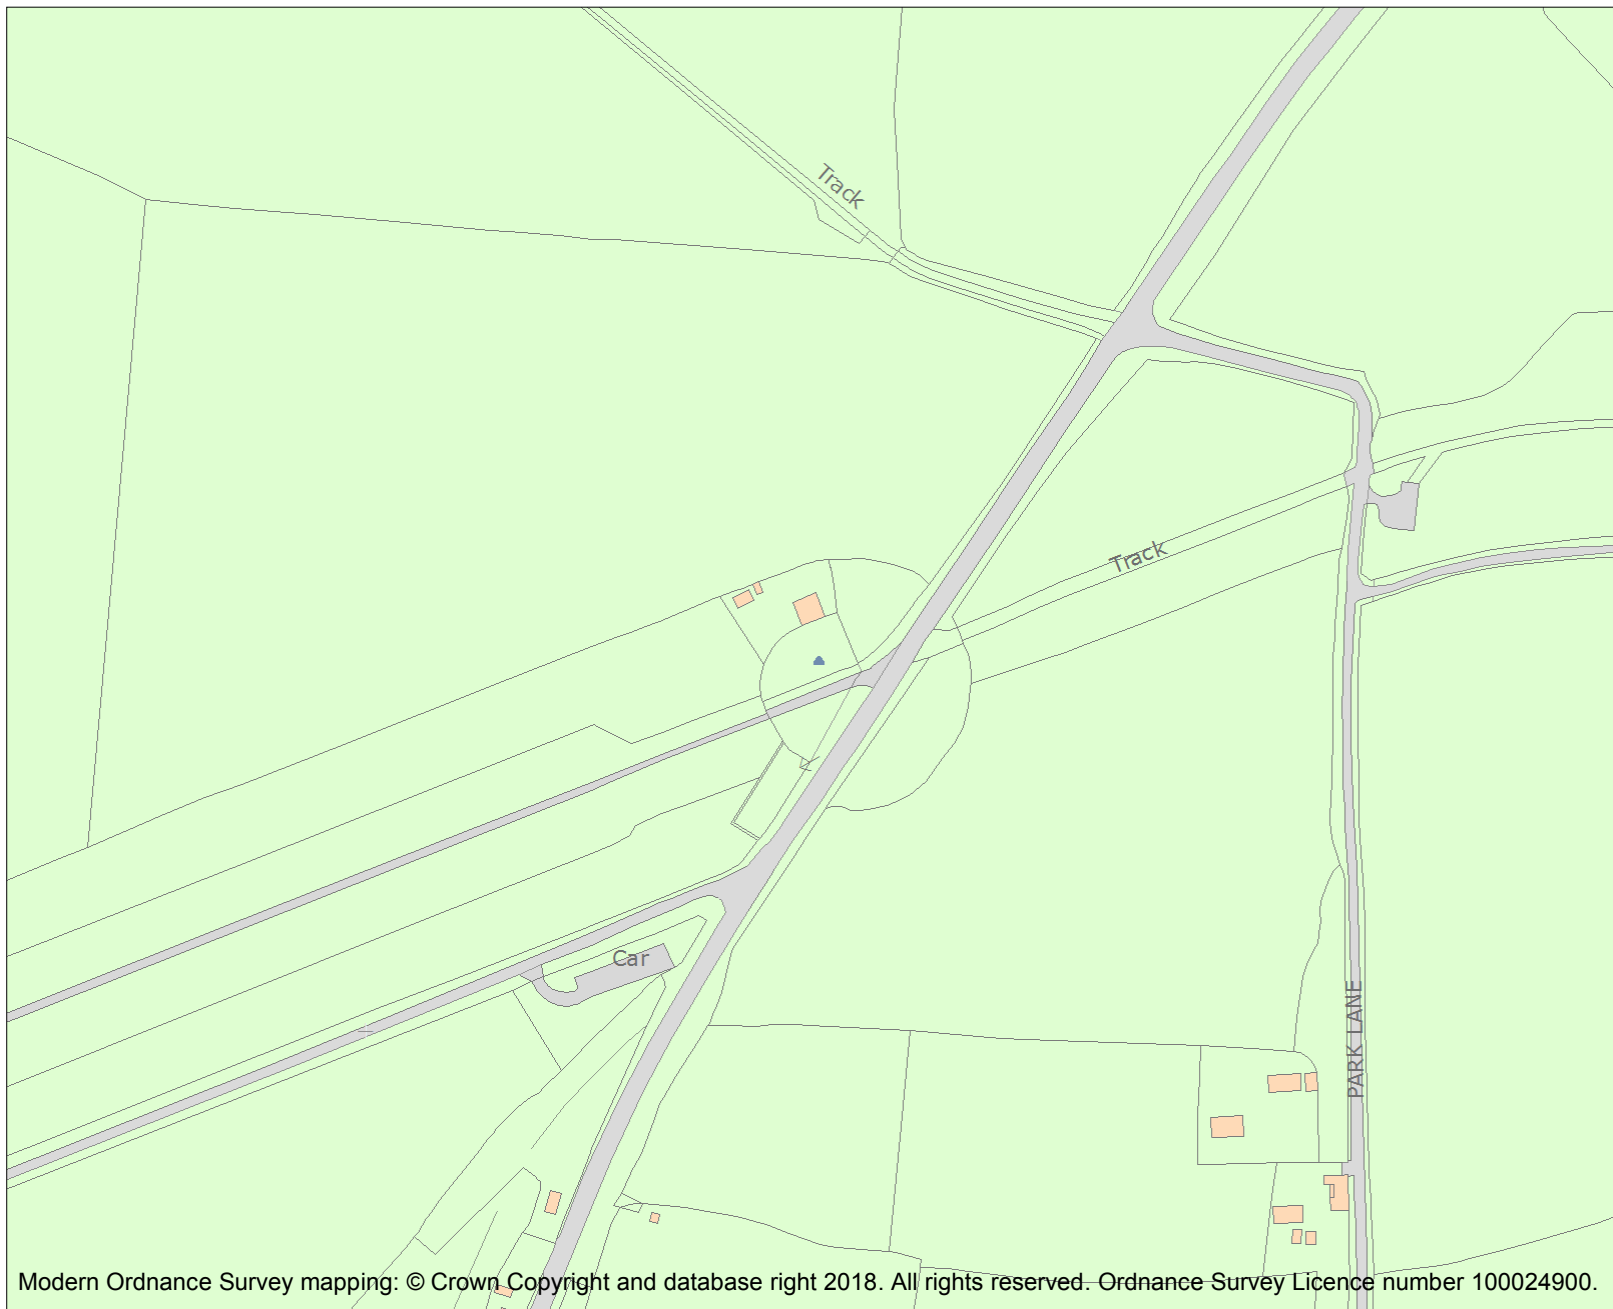 Track
Track
Car
PARK LANE
Modern Ordnance Survey mapping: © Crown Copyright and database right 2018. All rights reserved. Ordnance Survey Licence number 100024900.